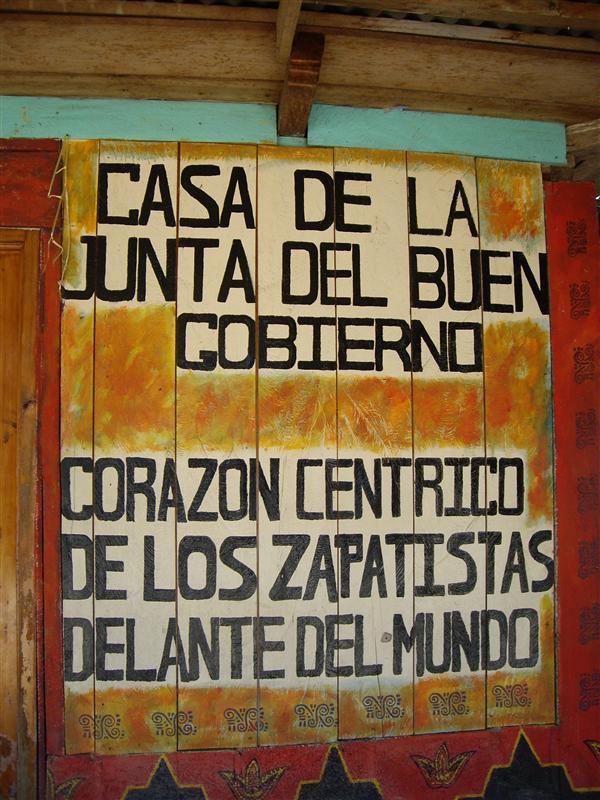 CASA DE LA
JUNTA DEL BUEN
GOBIERNO
CORAZON CENTRICO
DE LOS ZAPATISTAS
DELANTE DEL MUNDO